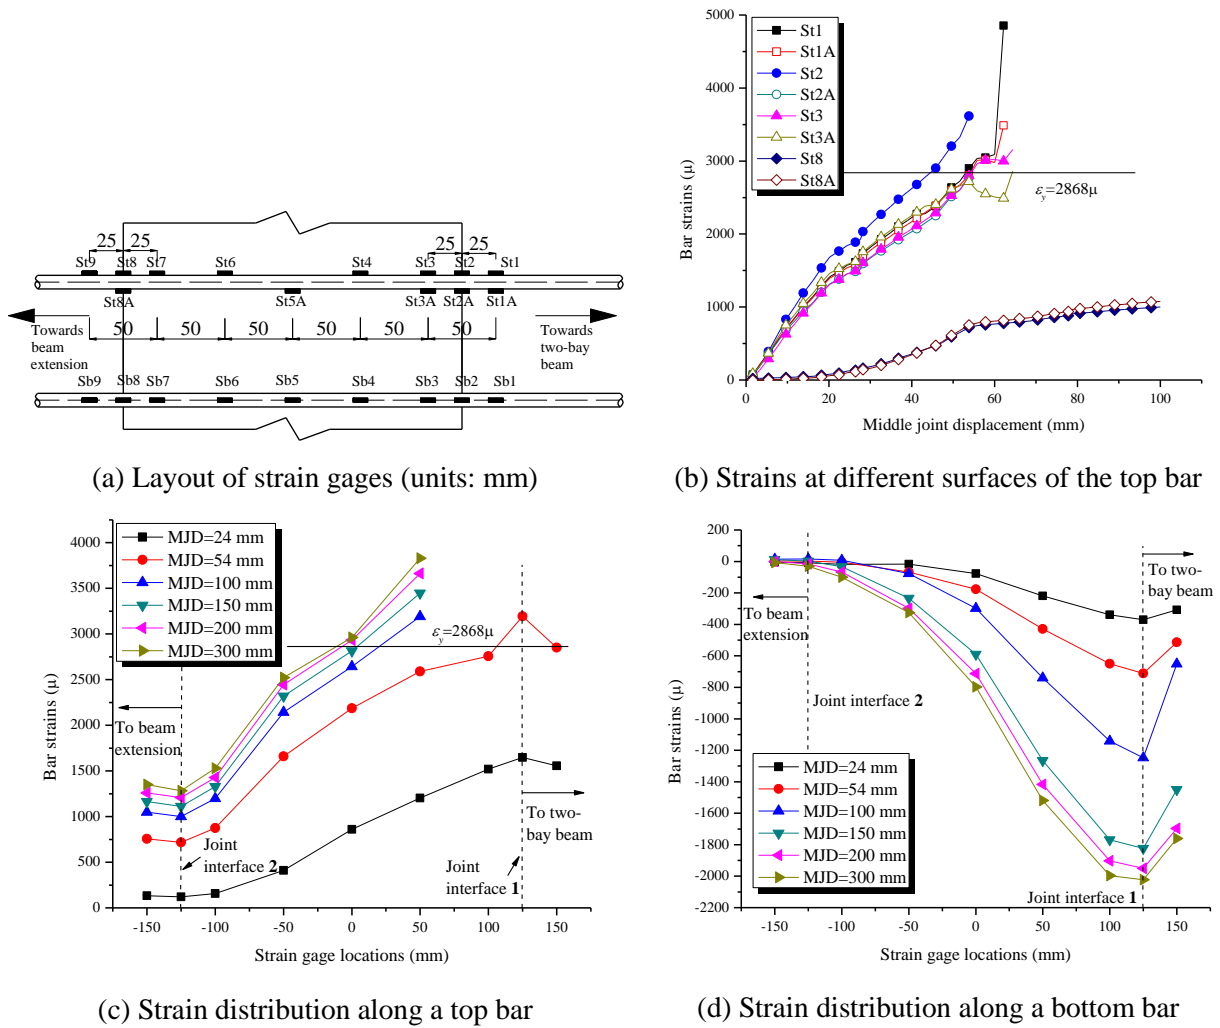 25 25 25 25
St9 St8 St7 St6 St4 St3 St2 St1
St8A St5A St3A St2A St1A
50 50 50 50 50 50
Towards
beam
extension
Towards
two-bay
beam
Sb9 Sb8 Sb7 Sb6 Sb5 Sb4 Sb3 Sb2 Sb1
(a) Layout of strain gages (units: mm)
5000
4000
3000
2000
1000
0
Bar strains (μ)
St1
St1A
St2
St2A
St3
St3A
St8
St8A
εy=2868μ
0 20 40 60 80 100
Middle joint displacement (mm)
(b) Strains at different surfaces of the top bar
4000
3500
3000
2500
2000
1500
1000
500
0
Bar strains (μ)
MJD=24 mm
MJD=54 mm
MJD=100 mm
MJD=150 mm
MJD=200 mm
MJD=300 mm
εy=2868μ
To beam
extension
Joint
interface 2
To two-
bay beam
Joint
interface 1
-150 -100 -50 0 50 100 150
Strain gage locations (mm)
(c) Strain distribution along a top bar
200
0
-200
-400
-600
-800
-1000
-1200
-1400
-1600
-1800
-2000
-2200
Bar strains (μ)
To beam
extension
To two-
bay beam
Joint interface 2
MJD=24 mm
MJD=54 mm
MJD=100 mm
MJD=150 mm
MJD=200 mm
MJD=300 mm
Joint interface 1
-150 -100 -50 0 50 100 150
Strain gage locations (mm)
(d) Strain distribution along a bottom bar